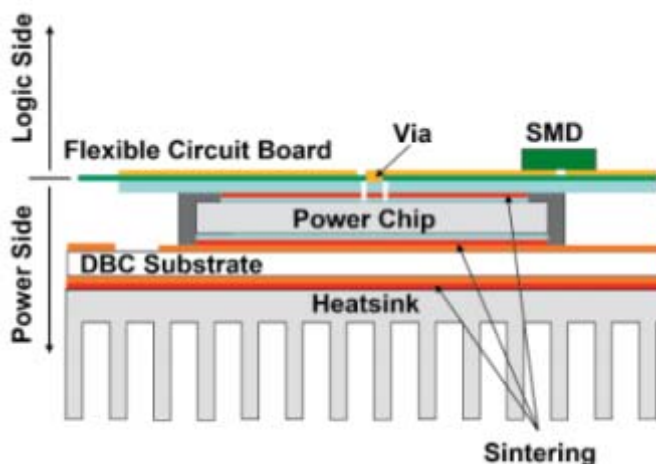 Logic Side
Via
SMD
Flexible Circuit Board
Power Chip
Power Side
DBC Substrate
Heatsink
Sintering